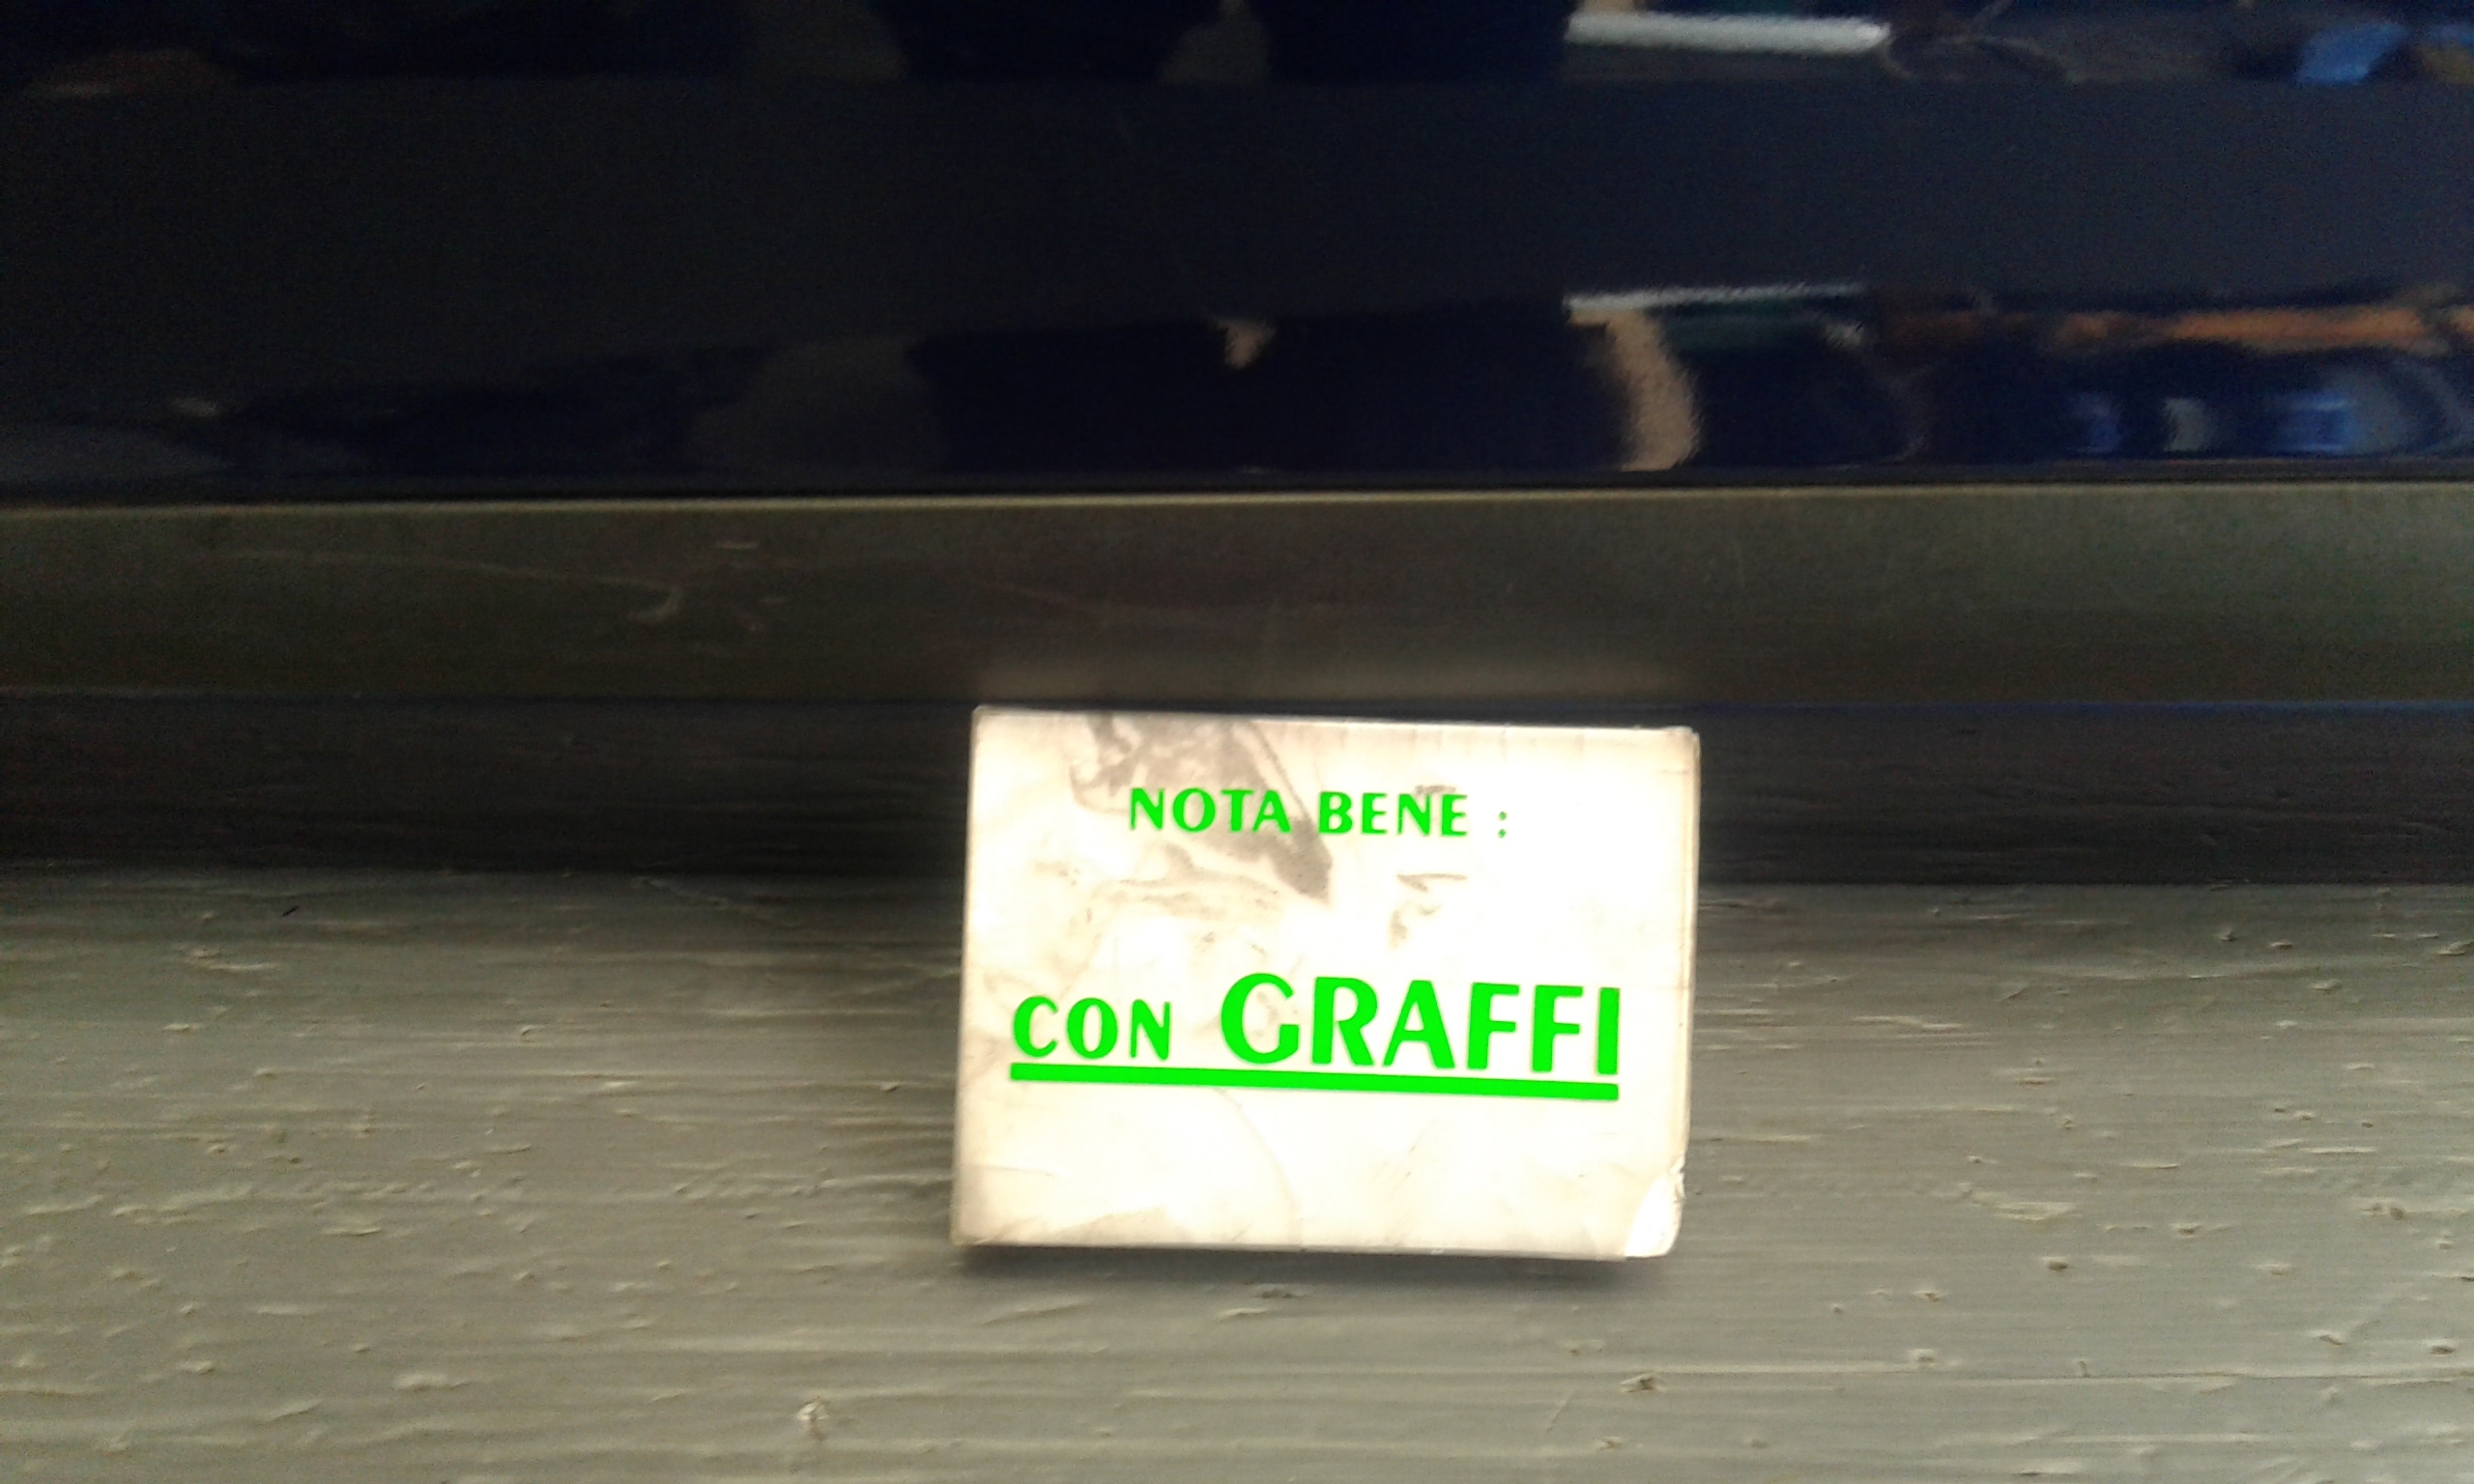 NOTA BENE :
CON GRAFFI